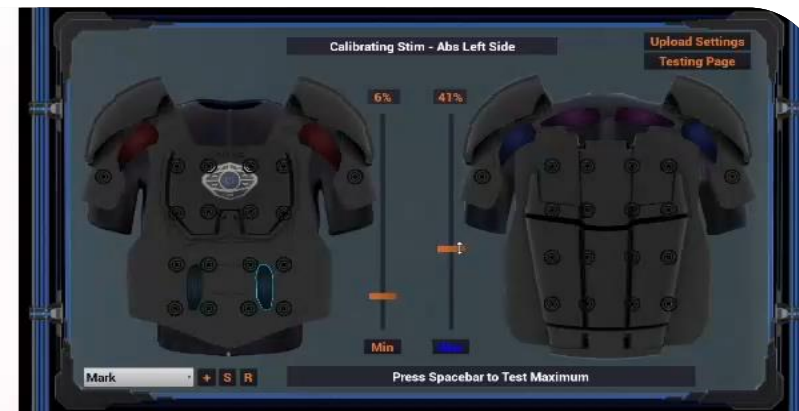 Calibrating Stim - Abs Left Side
Upload Settings
Testing Page
6%
41%
Min
Mark
+ S R
Press Spacebar to Test Maximum